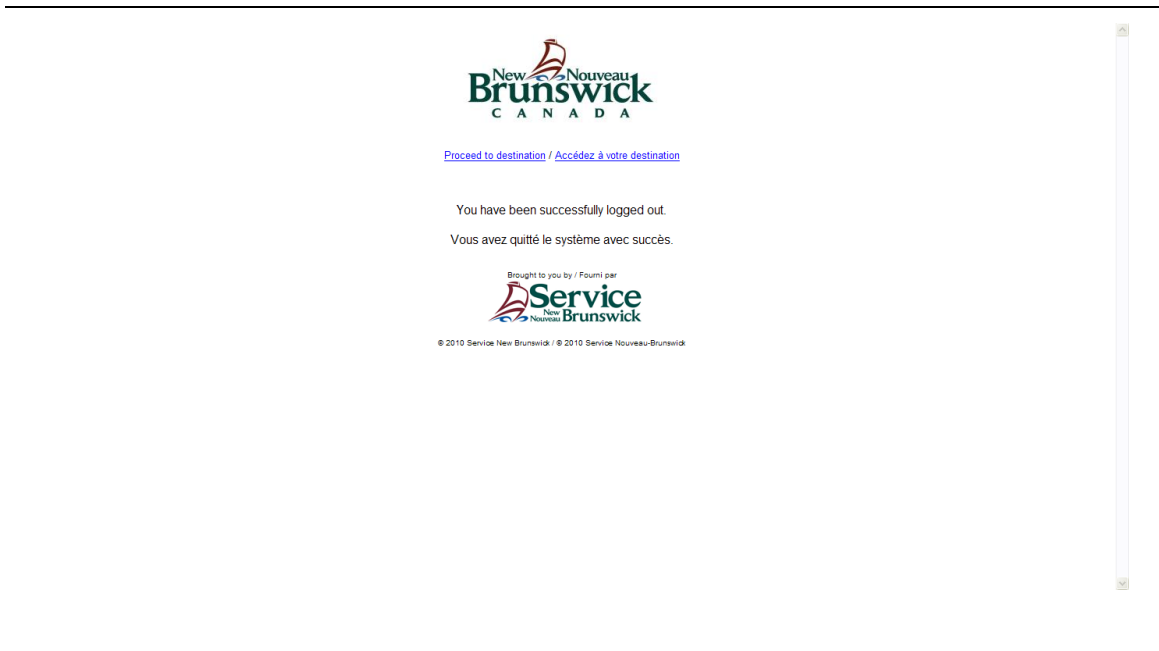 New Nouveau
Brunswick
CANADA
Proceed to destination / Accédez à votre destination
You have been successfully logged out.
Vous avez quitté le système avec succès.
Brought to you by / Fourni par
Service
New
Nouveau Brunswick
© 2010 Service New Brunswick / © 2010 Service Nouveau-Brunswick